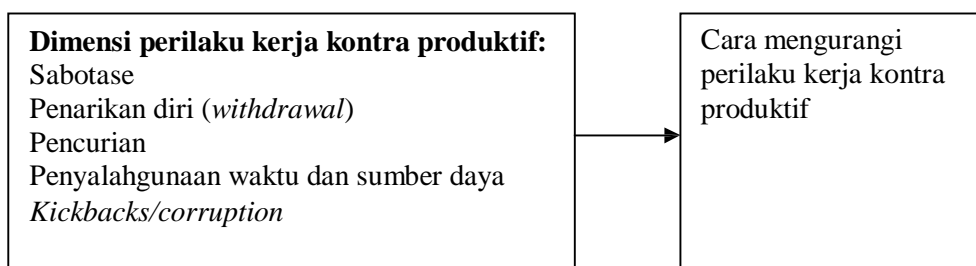 Dimensi perilaku kerja kontra produktif:
Sabotase
Penarikan diri (withdrawal)
Pencurian
Penyalahgunaan waktu dan sumber daya
Kickbacks/corruption
Cara mengurangi
perilaku kerja kontra
produktif